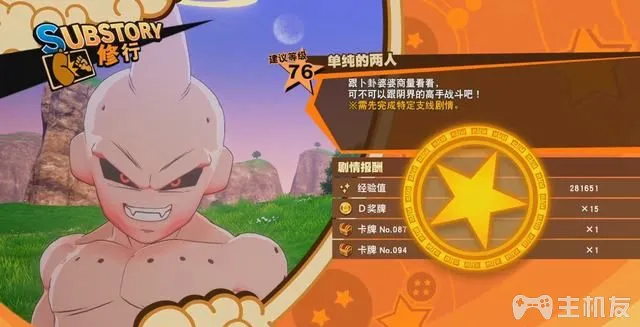 SUBSTORY
修行
建议等级
76
单纯的两人
跟卜卦婆婆商量看看，
可不可以跟阴界的高手战斗吧！
※需先完成特定支线剧情。
剧情报酬
经验值 281651
D奖牌 ×15
卡牌 No.087 ×1
卡牌 No.094 ×1
主机友